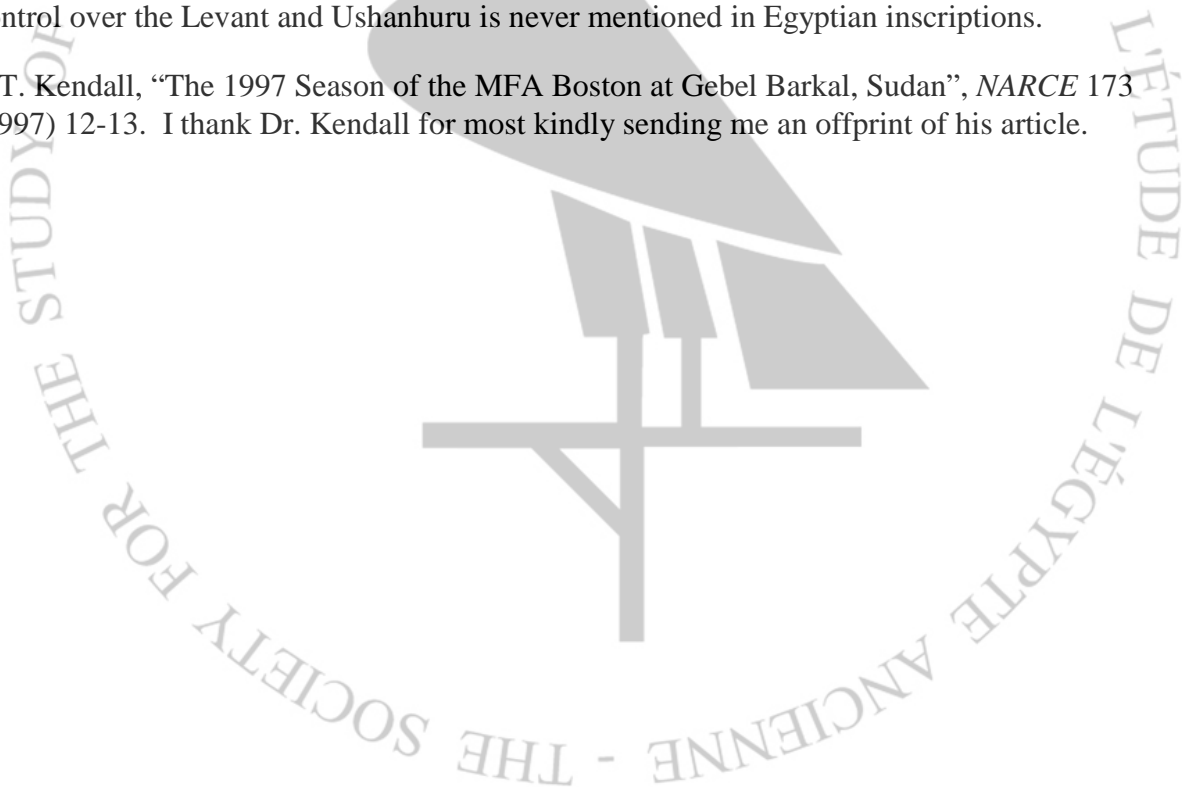 ontrol over the Levant and Ushanhuru is never mentioned in Egyptian inscriptions.
T. Kendall, “The 1997 Season of the MFA Boston at Gebel Barkal, Sudan”, NARCE 173
997) 12-13. I thank Dr. Kendall for most kindly sending me an offprint of his article.
THE SOCIETY FOR THE STUDY OF
L'ÉTUDE DE L'ÉGYPTE ANCIENNE -